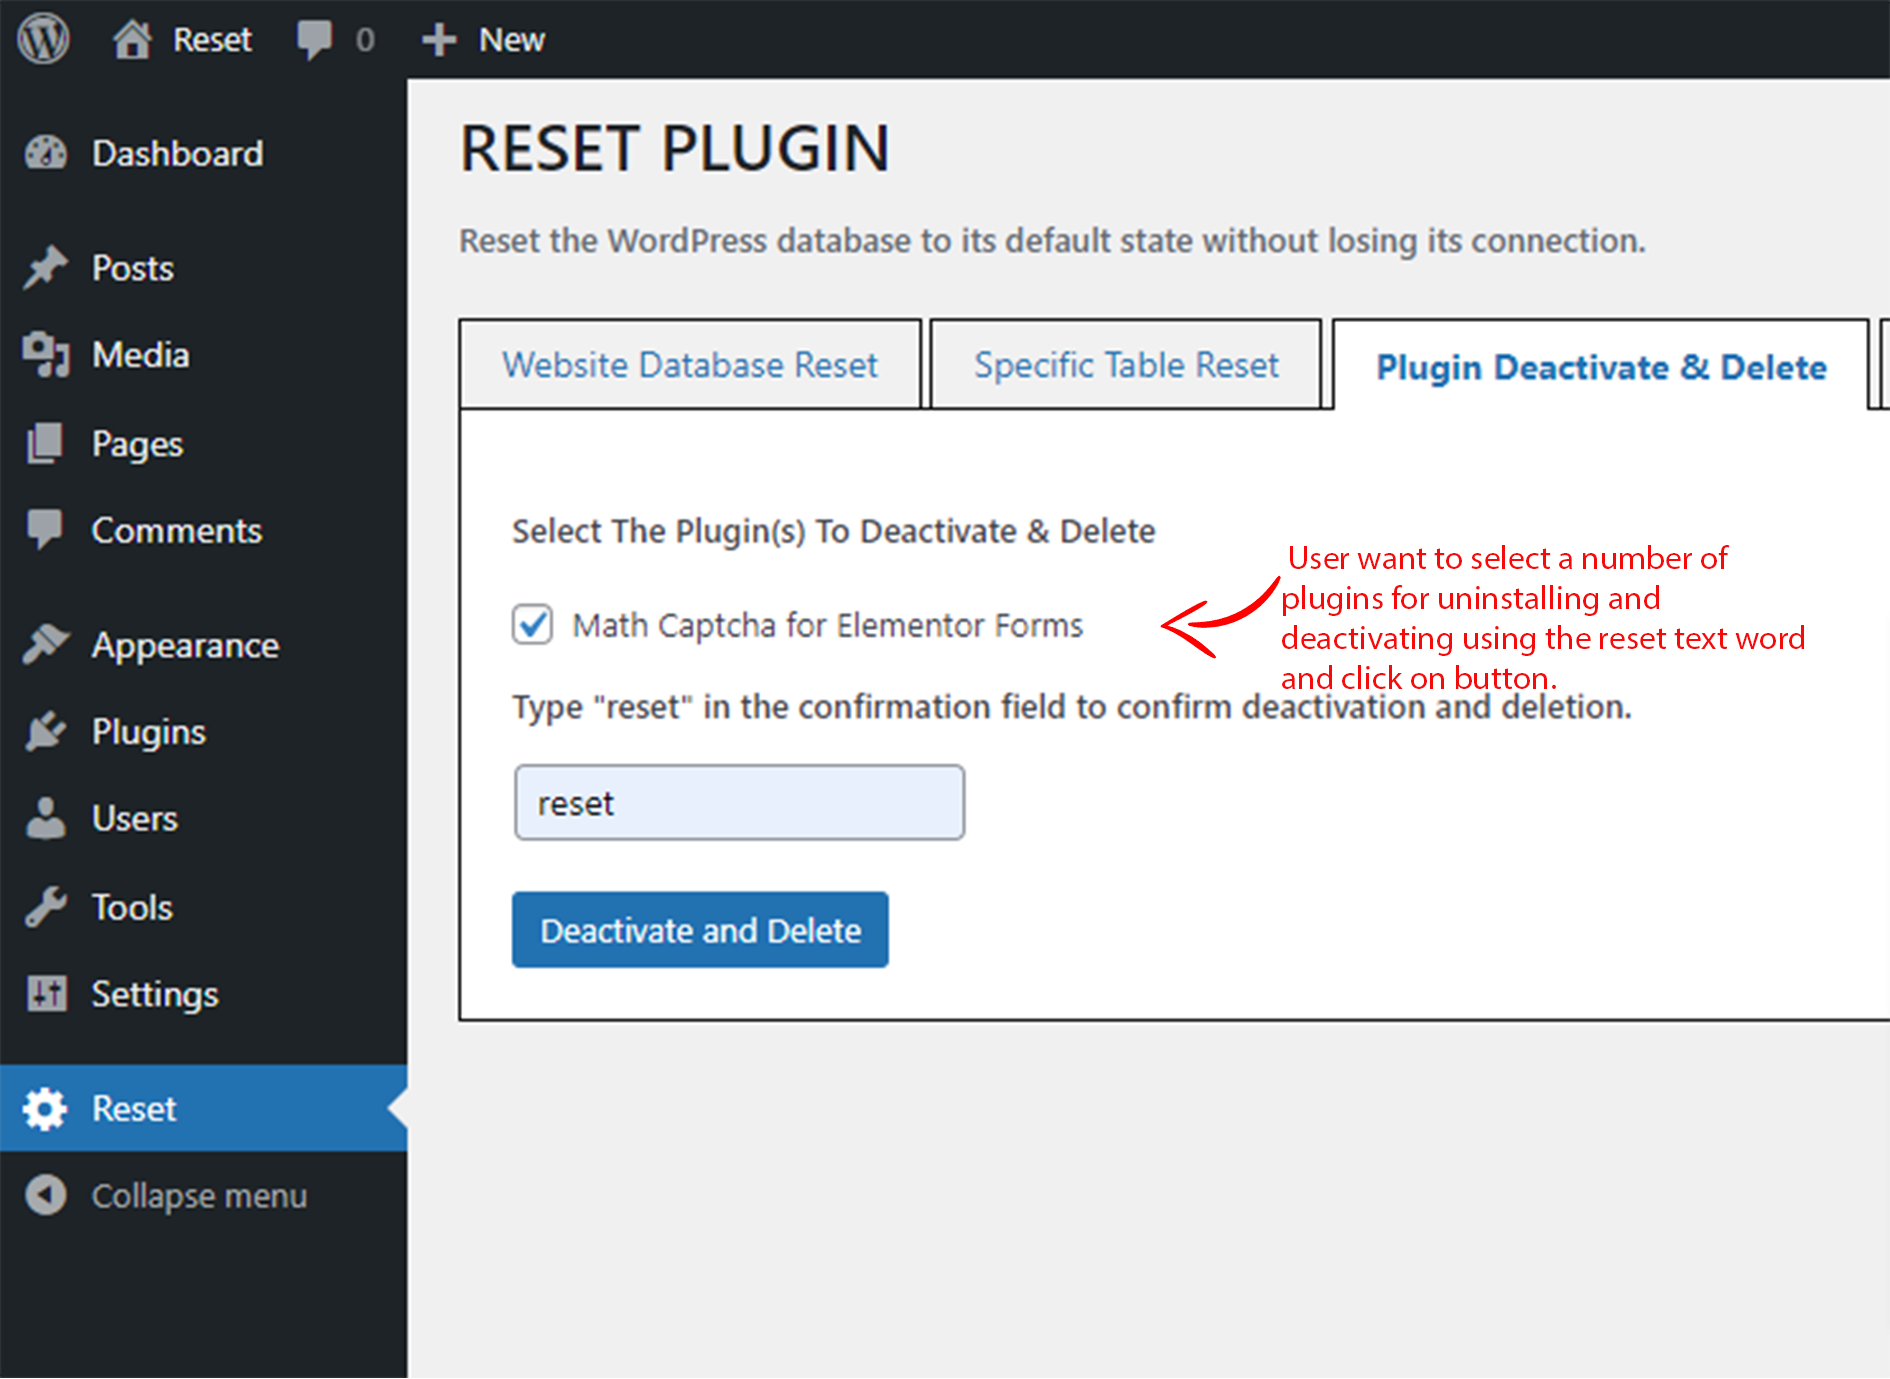 Reset
0
New
Dashboard
Posts
Media
Pages
Comments
Appearance
Plugins
Users
Tools
Settings
Reset
Collapse menu
RESET PLUGIN
Reset the WordPress database to its default state without losing its connection.
Website Database Reset
Specific Table Reset
Plugin Deactivate & Delete
Select The Plugin(s) To Deactivate & Delete
Math Captcha for Elementor Forms
User want to select a number of
plugins for uninstalling and
deactivating using the reset text word
and click on button.
Type "reset" in the confirmation field to confirm deactivation and deletion.
reset
Deactivate and Delete